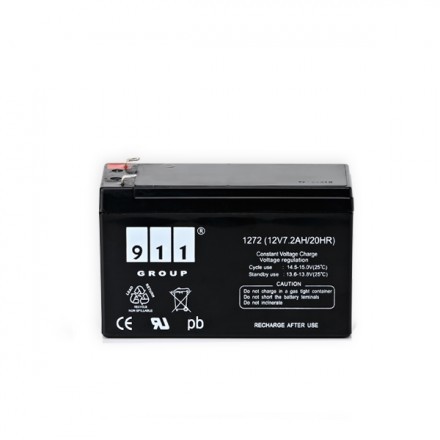 911 ®
GROUP
1272 (12V7.2AH/20HR)
Constant Voltage Charge
Voltage regulation
Cycle use : 14.5-15.0V(25°C)
Standby use : 13.6-13.8V(25°C)
Do not charge in a gas tight container
Do not short the battery terminals
Do not incinerate
RECHARGE AFTER USE
CE
pb